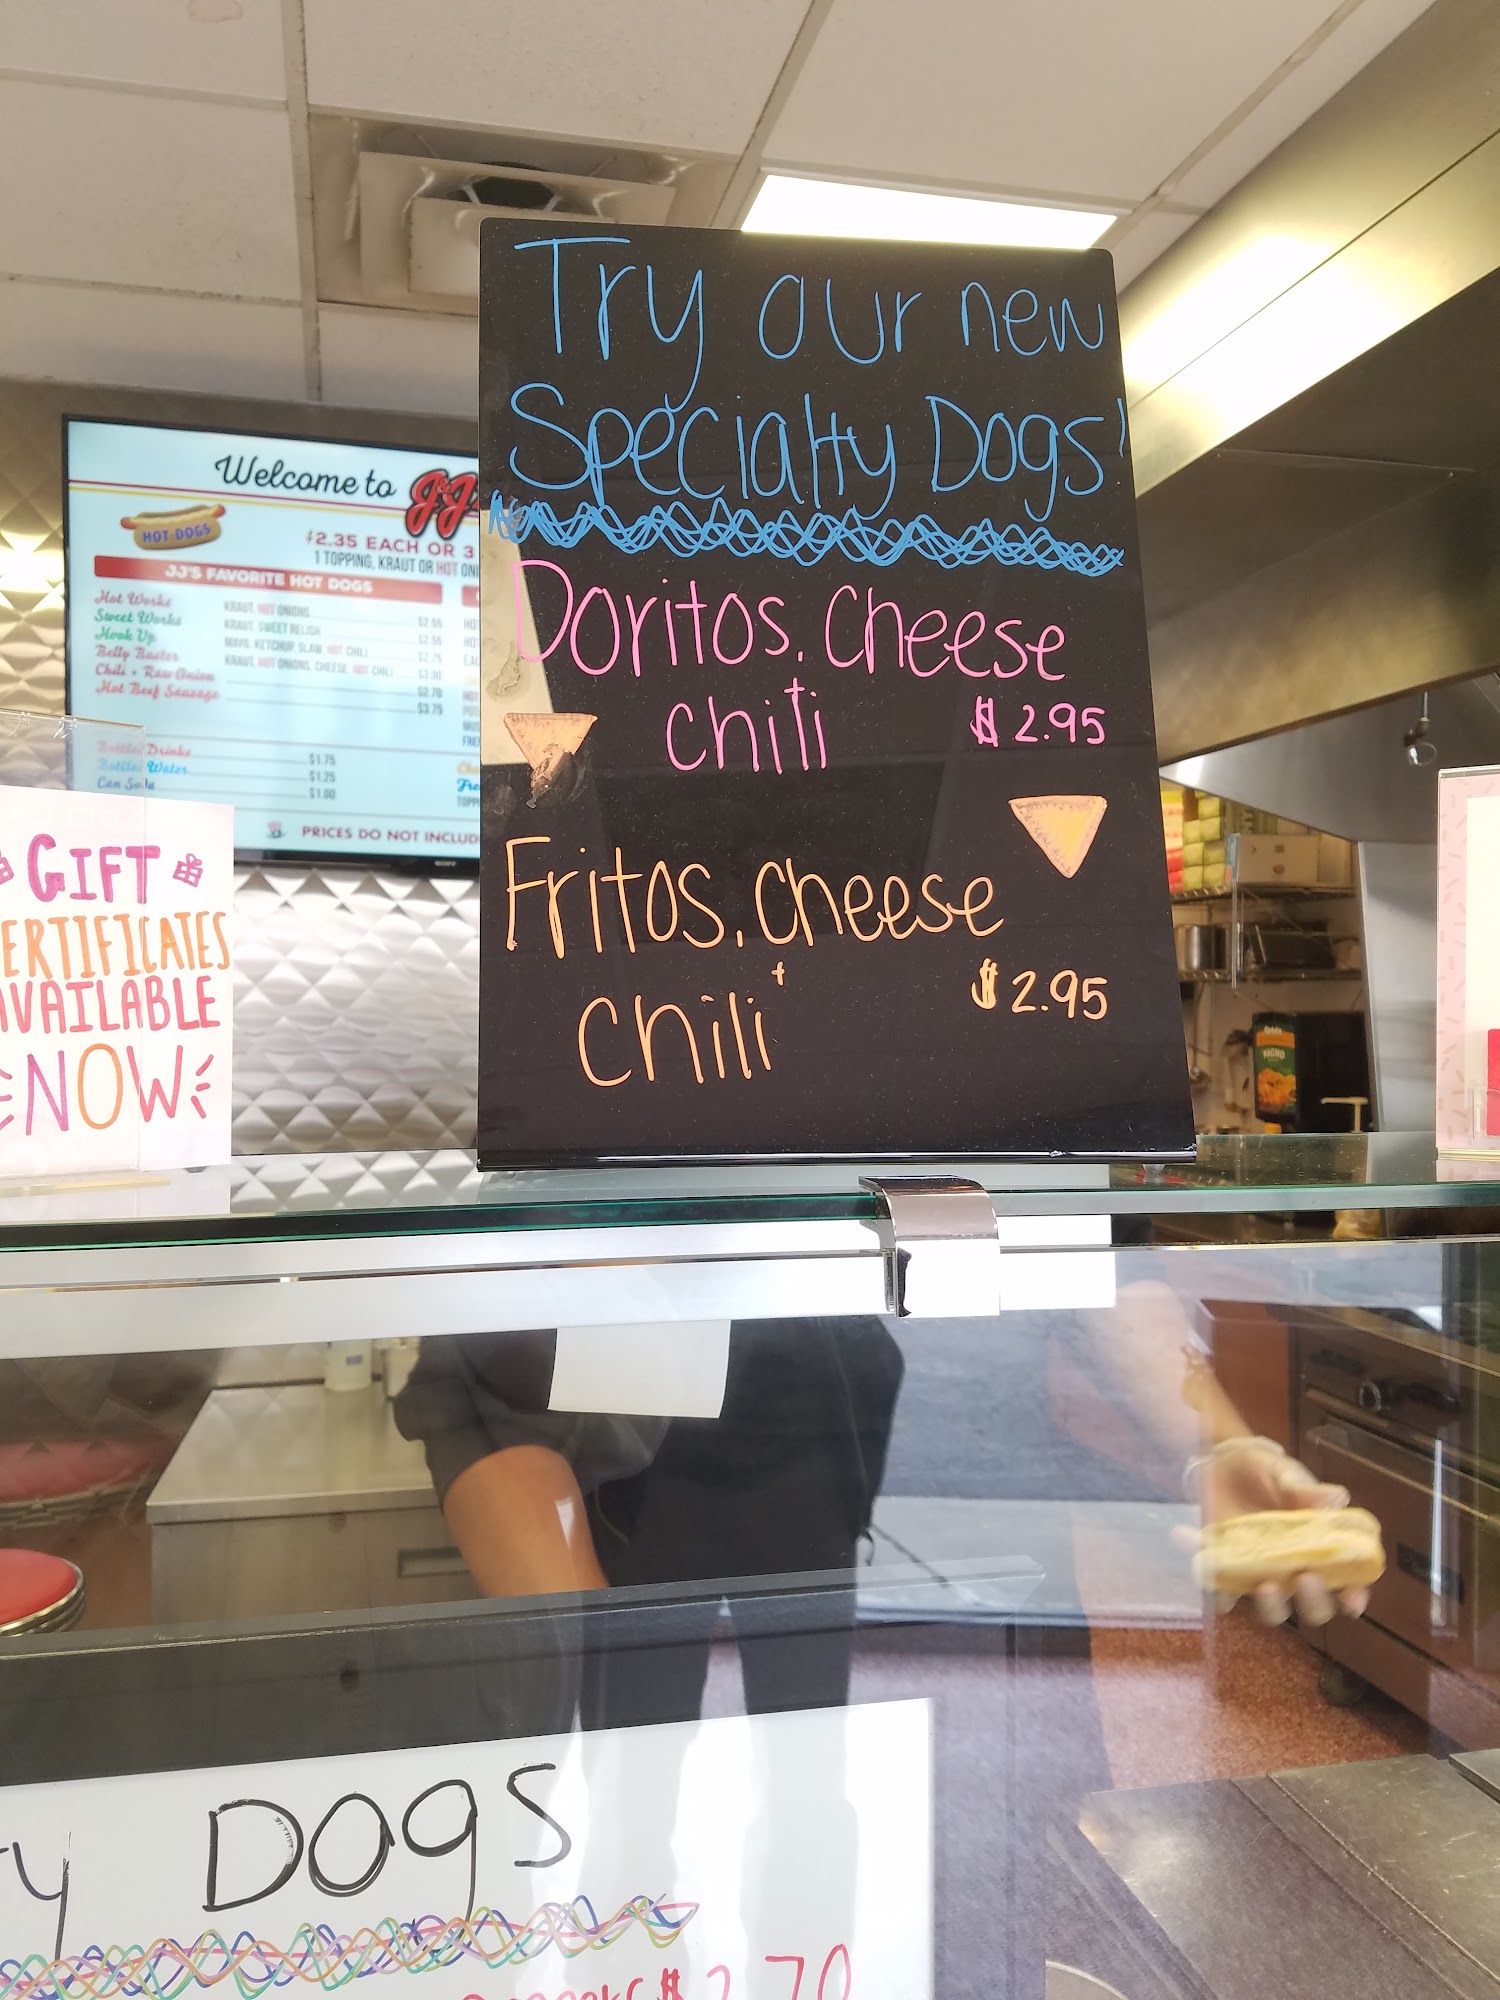 Try our new
Specialty Dogs!
Doritos, Cheese
+
Chili $2.95
Fritos, Cheese
+
Chili $2.95
Welcome to J&J
HOT DOGS
$2.35 EACH OR 3
1 TOPPING, KRAUT OR HOT ONI
JJ'S FAVORITE HOT DOGS
Hot Works KRAUT, HOT ONIONS $2.55
Sweet Works KRAUT, SWEET RELISH $2.55
Hook Up MAYO, KETCHUP, SLAW, HOT CHILI $2.75
Belly Buster KRAUT, HOT ONIONS, CHEESE, HOT CHILI $3.00
Chili + Raw Onion $2.70
Hot Beef Sausage $3.75
Bottled Drinks $1.75
Bottled Water $1.25
Can Soda $1.00
PRICES DO NOT INCLUD
SONY
GIFT
ERTIFICATES
AVAILABLE
NOW
y Dogs
$2.70